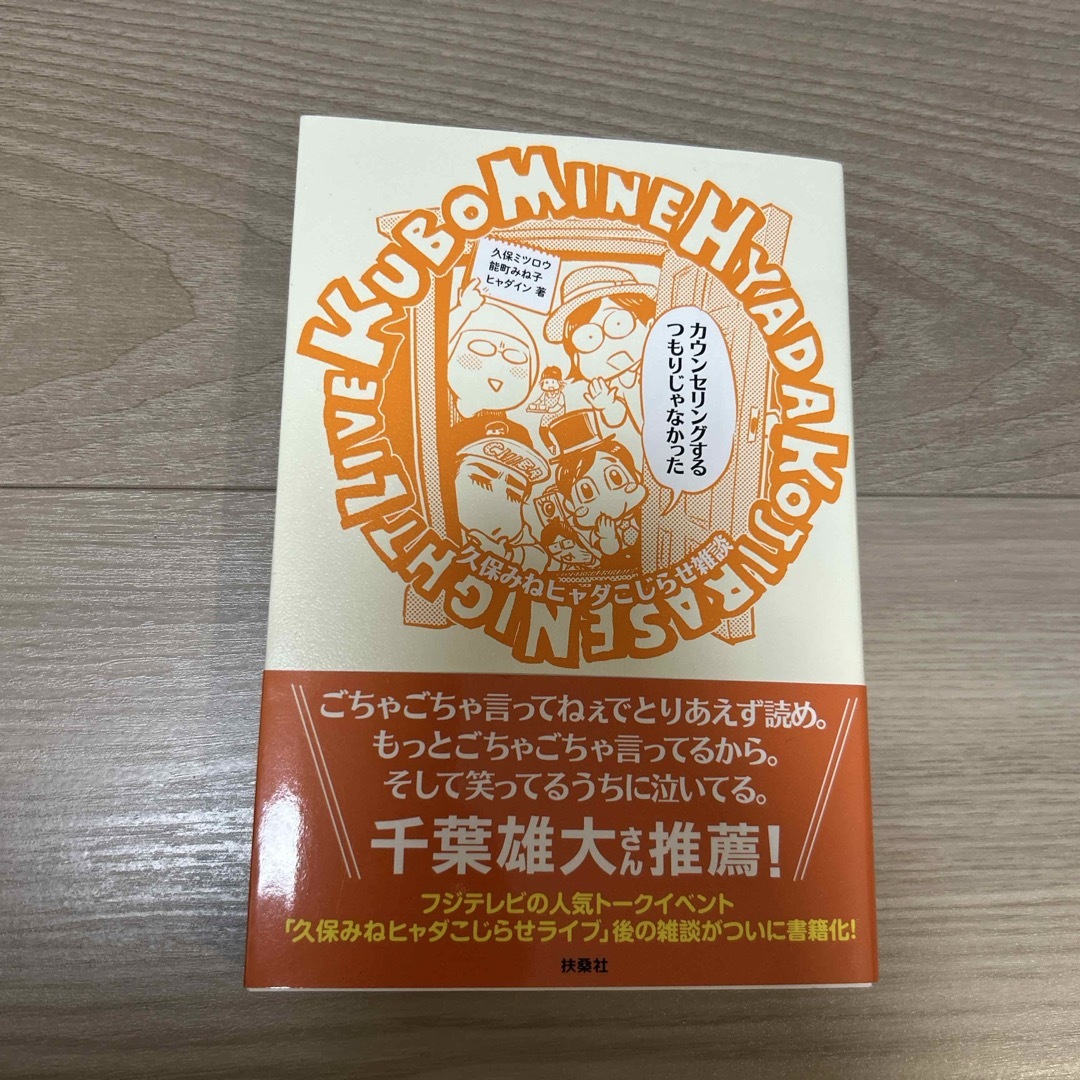 LIVE KUBO MINE HYADA KOJIRASE NIGHT
久保ミツロウ
能町みね子
ヒャダイン 著
カウンセリングする
つもりじゃなかった
久保みねヒャダこじらせ雑談
ごちゃごちゃ言ってねぇでとりあえず読め。
もっとごちゃごちゃ言ってるから。
そして笑ってるうちに泣いてる。
千葉雄大さん推薦!
フジテレビの人気トークイベント
「久保みねヒャダこじらせライブ」後の雑談がついに書籍化!
扶桑社